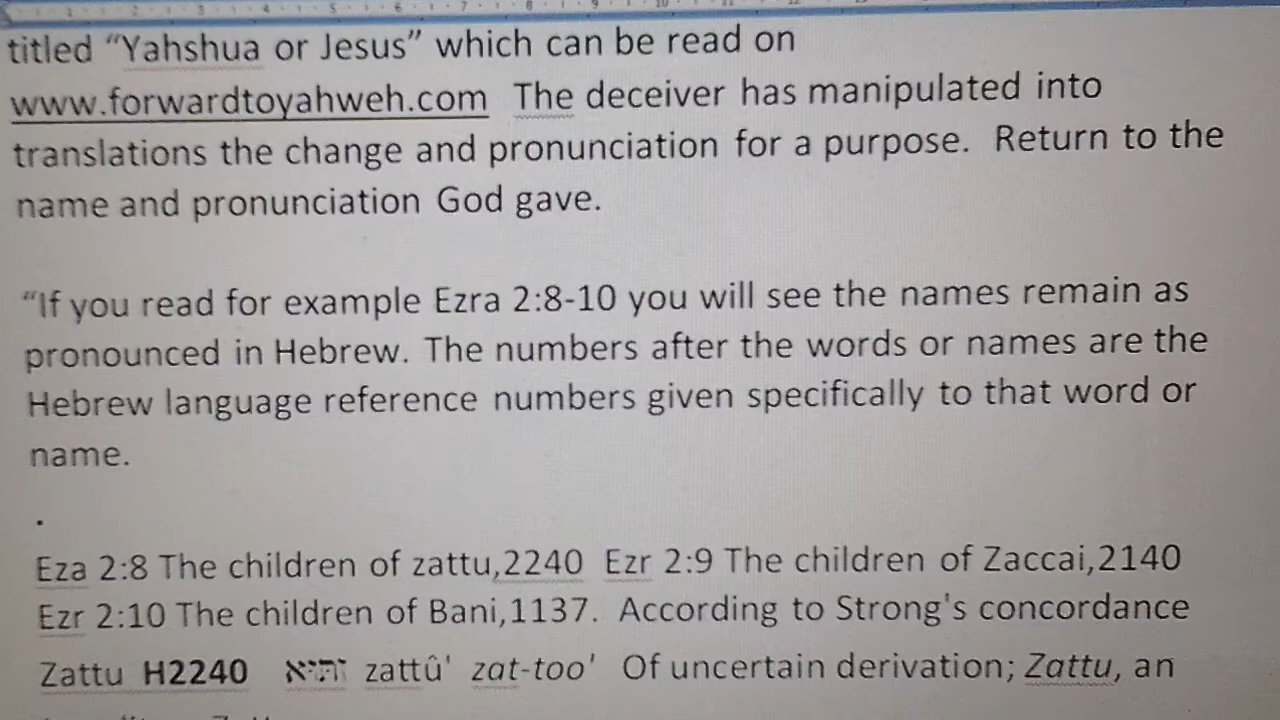 titled “Yahshua or Jesus” which can be read on
www.forwardtoyahweh.com The deceiver has manipulated into
translations the change and pronunciation for a purpose. Return to the
name and pronunciation God gave.
“If you read for example Ezra 2:8-10 you will see the names remain as
pronounced in Hebrew. The numbers after the words or names are the
Hebrew language reference numbers given specifically to that word or
name.
.
Eza 2:8 The children of zattu,2240 Ezr 2:9 The children of Zaccai,2140
Ezr 2:10 The children of Bani,1137. According to Strong's concordance
Zattu H2240 zattû' zat-too' Of uncertain derivation; Zattu, an